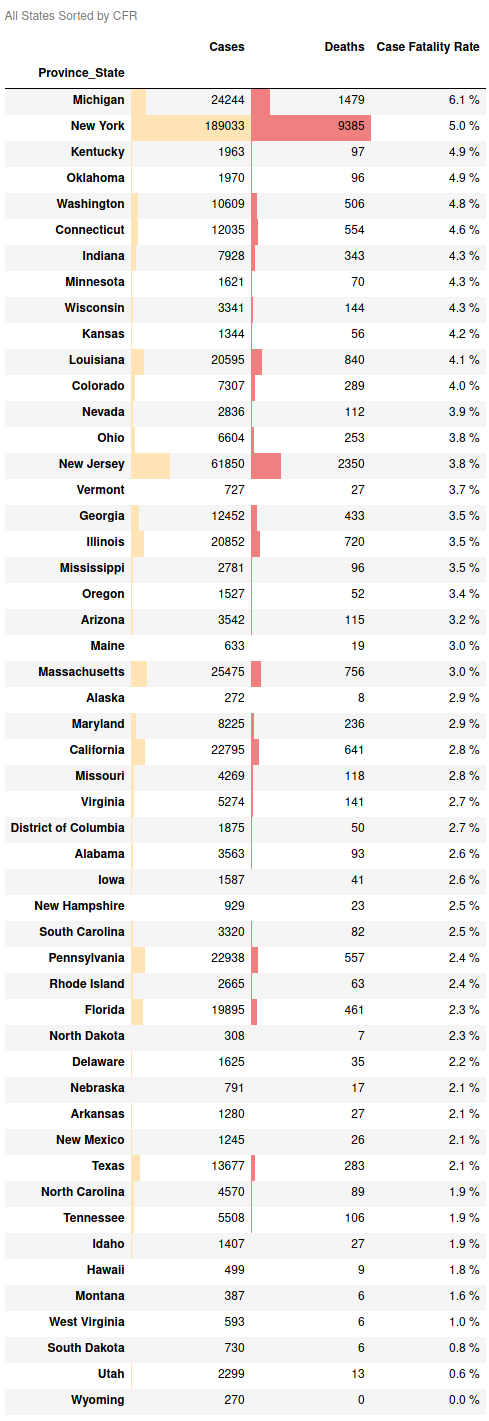 All States Sorted by CFR
Cases Deaths Case Fatality Rate
Province_State
Michigan 24244 1479 6.1 %
New York 189033 9385 5.0 %
Kentucky 1963 97 4.9 %
Oklahoma 1970 96 4.9 %
Washington 10609 506 4.8 %
Connecticut 12035 554 4.6 %
Indiana 7928 343 4.3 %
Minnesota 1621 70 4.3 %
Wisconsin 3341 144 4.3 %
Kansas 1344 56 4.2 %
Louisiana 20595 840 4.1 %
Colorado 7307 289 4.0 %
Nevada 2836 112 3.9 %
Ohio 6604 253 3.8 %
New Jersey 61850 2350 3.8 %
Vermont 727 27 3.7 %
Georgia 12452 433 3.5 %
Illinois 20852 720 3.5 %
Mississippi 2781 96 3.5 %
Oregon 1527 52 3.4 %
Arizona 3542 115 3.2 %
Maine 633 19 3.0 %
Massachusetts 25475 756 3.0 %
Alaska 272 8 2.9 %
Maryland 8225 236 2.9 %
California 22795 641 2.8 %
Missouri 4269 118 2.8 %
Virginia 5274 141 2.7 %
District of Columbia 1875 50 2.7 %
Alabama 3563 93 2.6 %
Iowa 1587 41 2.6 %
New Hampshire 929 23 2.5 %
South Carolina 3320 82 2.5 %
Pennsylvania 22938 557 2.4 %
Rhode Island 2665 63 2.4 %
Florida 19895 461 2.3 %
North Dakota 308 7 2.3 %
Delaware 1625 35 2.2 %
Nebraska 791 17 2.1 %
Arkansas 1280 27 2.1 %
New Mexico 1245 26 2.1 %
Texas 13677 283 2.1 %
North Carolina 4570 89 1.9 %
Tennessee 5508 106 1.9 %
Idaho 1407 27 1.9 %
Hawaii 499 9 1.8 %
Montana 387 6 1.6 %
West Virginia 593 6 1.0 %
South Dakota 730 6 0.8 %
Utah 2299 13 0.6 %
Wyoming 270 0 0.0 %